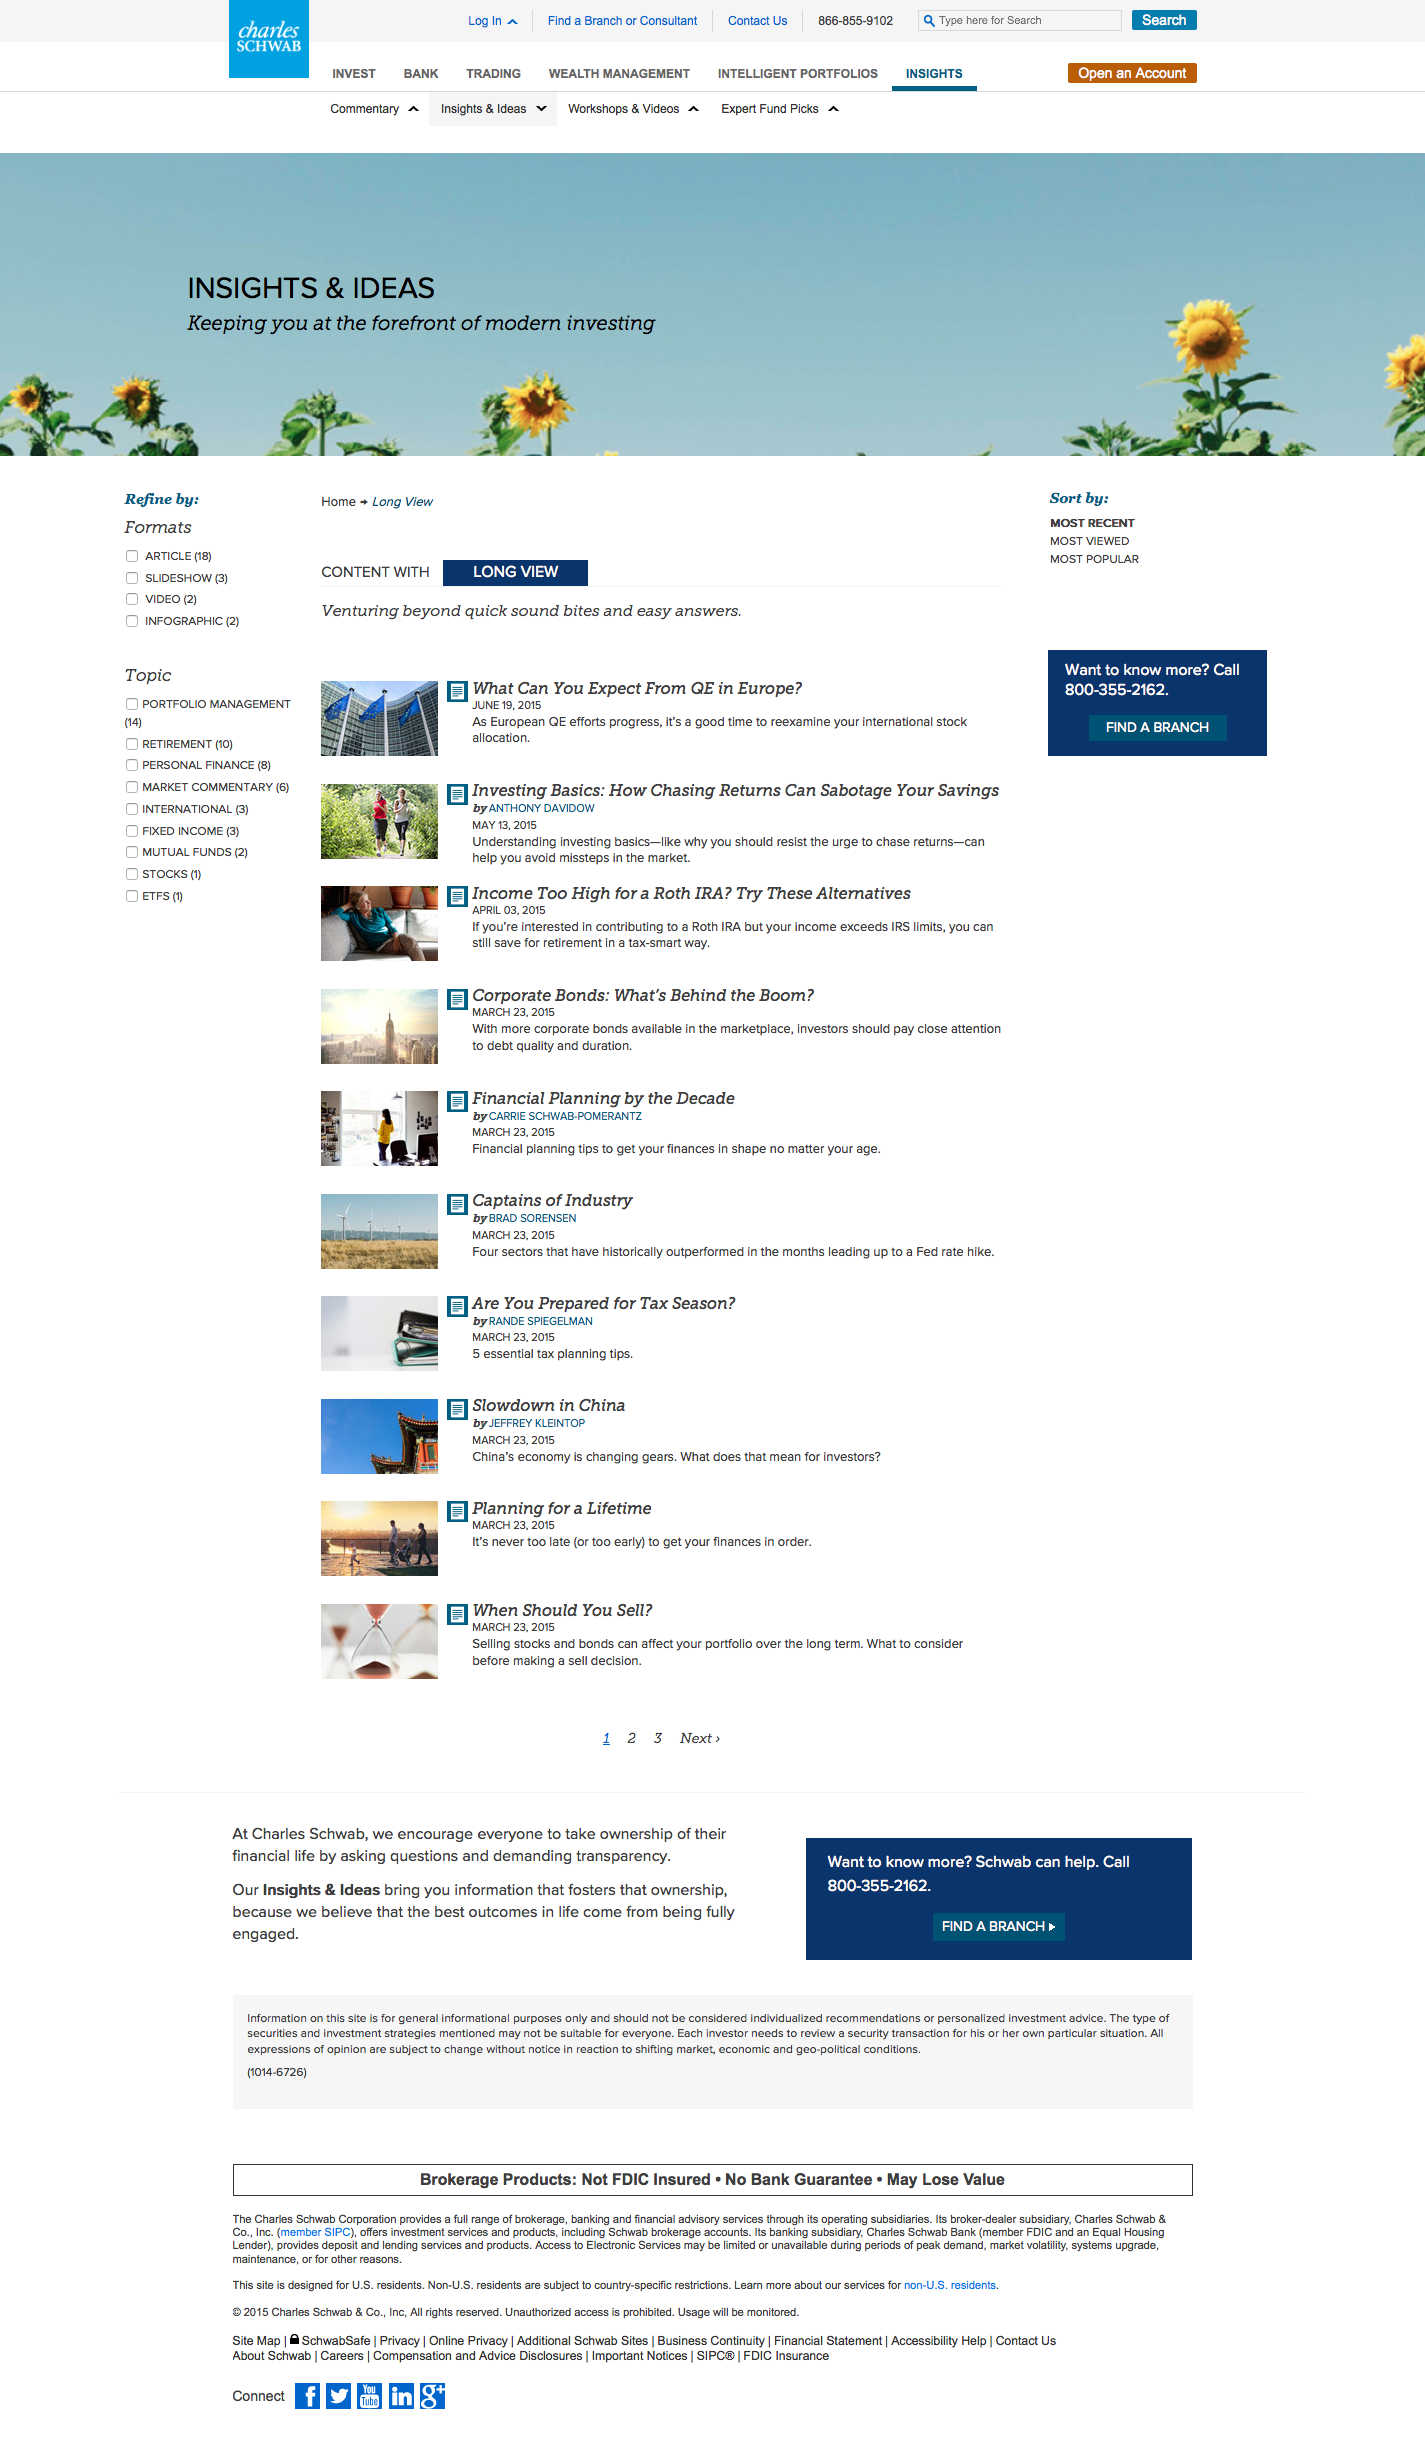 charles
SCHWAB
Log In
Find a Branch or Consultant
Contact Us
866-855-9102
Type here for Search
Search
INVEST
BANK
TRADING
WEALTH MANAGEMENT
INTELLIGENT PORTFOLIOS
INSIGHTS
Open an Account
Commentary
Insights & Ideas
Workshops & Videos
Expert Fund Picks
INSIGHTS & IDEAS
Keeping you at the forefront of modern investing
Refine by:
Formats
ARTICLE (18)
SLIDESHOW (3)
VIDEO (2)
INFOGRAPHIC (2)
Topic
PORTFOLIO MANAGEMENT
(14)
RETIREMENT (10)
PERSONAL FINANCE (8)
MARKET COMMENTARY (6)
INTERNATIONAL (3)
FIXED INCOME (3)
MUTUAL FUNDS (2)
STOCKS (1)
ETFS (1)
Home → Long View
CONTENT WITH LONG VIEW
Venturing beyond quick sound bites and easy answers.
What Can You Expect From QE in Europe?
JUNE 19, 2015
As European QE efforts progress, it's a good time to reexamine your international stock
allocation.
Investing Basics: How Chasing Returns Can Sabotage Your Savings
by ANTHONY DAVIDOW
MAY 13, 2015
Understanding investing basics—like why you should resist the urge to chase returns—can
help you avoid missteps in the market.
Income Too High for a Roth IRA? Try These Alternatives
APRIL 03, 2015
If you're interested in contributing to a Roth IRA but your income exceeds IRS limits, you can
still save for retirement in a tax-smart way.
Corporate Bonds: What's Behind the Boom?
MARCH 23, 2015
With more corporate bonds available in the marketplace, investors should pay close attention
to debt quality and duration.
Financial Planning by the Decade
by CARRIE SCHWAB-POMERANTZ
MARCH 23, 2015
Financial planning tips to get your finances in shape no matter your age.
Captains of Industry
by BRAD SORENSEN
MARCH 23, 2015
Four sectors that have historically outperformed in the months leading up to a Fed rate hike.
Are You Prepared for Tax Season?
by RANDE SPIEGELMAN
MARCH 23, 2015
5 essential tax planning tips.
Slowdown in China
by JEFFREY KLEINTOP
MARCH 23, 2015
China's economy is changing gears. What does that mean for investors?
Planning for a Lifetime
MARCH 23, 2015
It's never too late (or too early) to get your finances in order.
When Should You Sell?
MARCH 23, 2015
Selling stocks and bonds can affect your portfolio over the long term. What to consider
before making a sell decision.
1 2 3 Next ›
Sort by:
MOST RECENT
MOST VIEWED
MOST POPULAR
Want to know more? Call
800-355-2162.
FIND A BRANCH
At Charles Schwab, we encourage everyone to take ownership of their
financial life by asking questions and demanding transparency.
Our Insights & Ideas bring you information that fosters that ownership,
because we believe that the best outcomes in life come from being fully
engaged.
Want to know more? Schwab can help. Call
800-355-2162.
FIND A BRANCH
Information on this site is for general informational purposes only and should not be considered individualized recommendations or personalized investment advice. The type of
securities and investment strategies mentioned may not be suitable for everyone. Each investor needs to review a security transaction for his or her own particular situation. All
expressions of opinion are subject to change without notice in reaction to shifting market, economic and geo-political conditions.
(1014-6726)
Brokerage Products: Not FDIC Insured • No Bank Guarantee • May Lose Value
The Charles Schwab Corporation provides a full range of brokerage, banking and financial advisory services through its operating subsidiaries. Its broker-dealer subsidiary, Charles Schwab &
Co., Inc. (member SIPC), offers investment services and products, including Schwab brokerage accounts. Its banking subsidiary, Charles Schwab Bank (member FDIC and an Equal Housing
Lender), provides deposit and lending services and products. Access to Electronic Services may be limited or unavailable during periods of peak demand, market volatility, systems upgrade,
maintenance, or for other reasons.
This site is designed for U.S. residents. Non-U.S. residents are subject to country-specific restrictions. Learn more about our services for non-U.S. residents.
© 2015 Charles Schwab & Co., Inc, All rights reserved. Unauthorized access is prohibited. Usage will be monitored.
Site Map | SchwabSafe | Privacy | Online Privacy | Additional Schwab Sites | Business Continuity | Financial Statement | Accessibility Help | Contact Us
About Schwab | Careers | Compensation and Advice Disclosures | Important Notices | SIPC® | FDIC Insurance
Connect f You Tube in g+